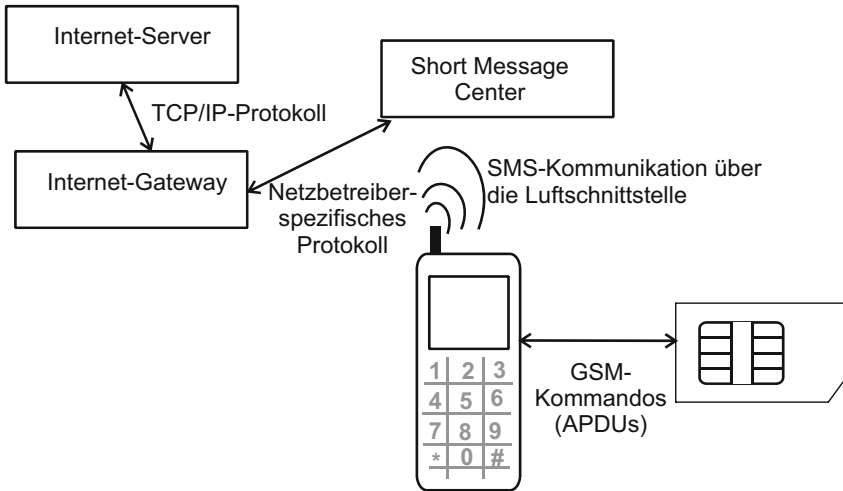 Internet-Server
Short Message
Center
TCP/IP-Protokoll
Internet-Gateway
Netzbetreiber-
spezifisches
Protokoll
SMS-Kommunikation über
die Luftschnittstelle
1 2 3
4 5 6
7 8 9
* 0 #
GSM-
Kommandos
(APDUs)